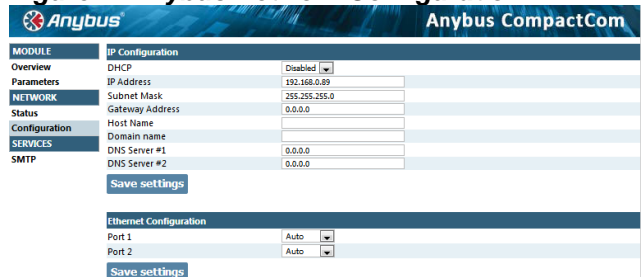 Anybus Anybus CompactCom
MODULE
Overview
Parameters
NETWORK
Status
Configuration
SERVICES
SMTP
IP Configuration
DHCP Disabled
IP Address 192.168.0.89
Subnet Mask 255.255.255.0
Gateway Address 0.0.0.0
Host Name
Domain name
DNS Server #1 0.0.0.0
DNS Server #2 0.0.0.0
Save settings
Ethernet Configuration
Port 1 Auto
Port 2 Auto
Save settings